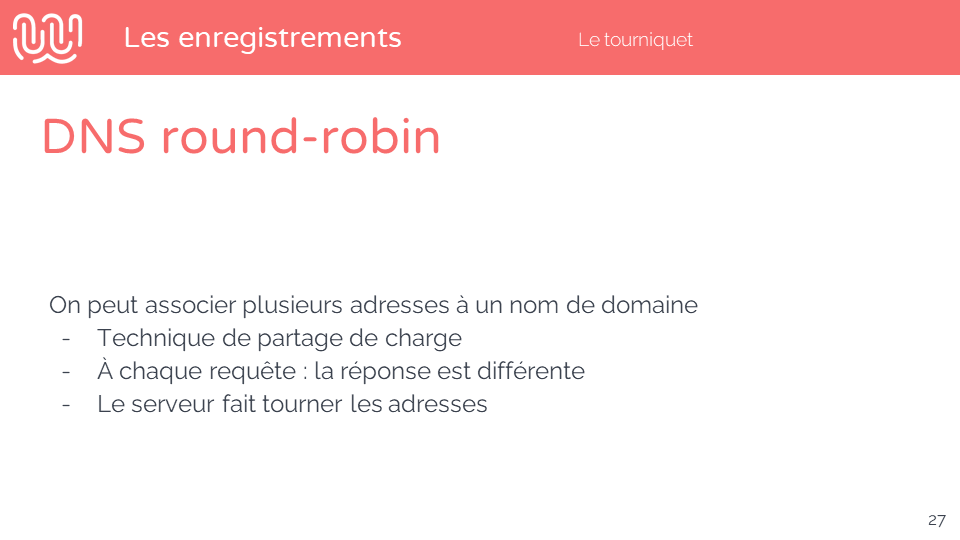 Les enregistrements
Le tourniquet
DNS round-robin
On peut associer plusieurs adresses à un nom de domaine
- Technique de partage de charge
- À chaque requête : la réponse est différente
- Le serveur fait tourner les adresses
27